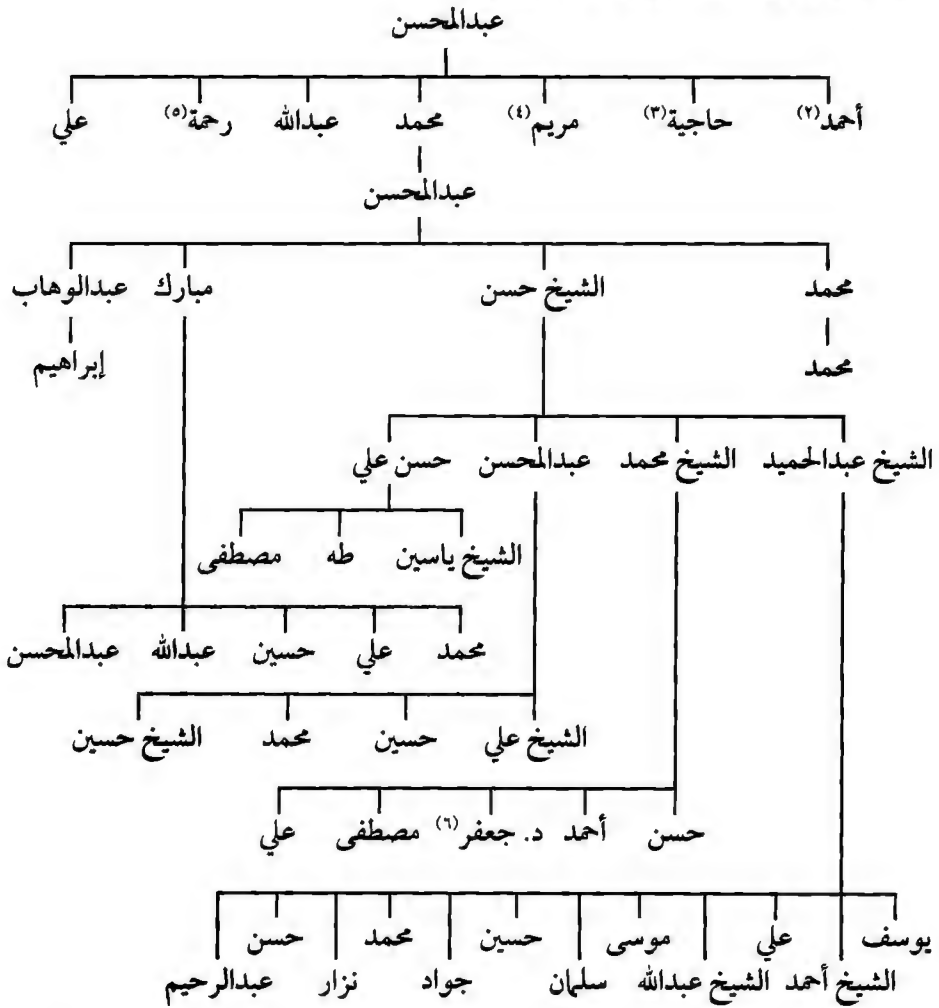 عبدالمحسن
أحمد(٢) حاجية(٣) مريم(٤) محمد عبدالله رحمة(٥) علي
عبدالمحسن
محمد الشيخ حسن مبارك عبدالوهاب
محمد إبراهيم
الشيخ عبدالحميد الشيخ محمد عبدالمحسن حسن علي
الشيخ ياسين طه مصطفى
محمد علي حسين عبدالله عبدالمحسن
الشيخ علي حسين محمد الشيخ حسين
حسن أحمد د. جعفر(٦) مصطفى علي
يوسف علي موسى حسين محمد حسن
الشيخ أحمد الشيخ عبدالله سلمان جواد نزار عبدالرحيم